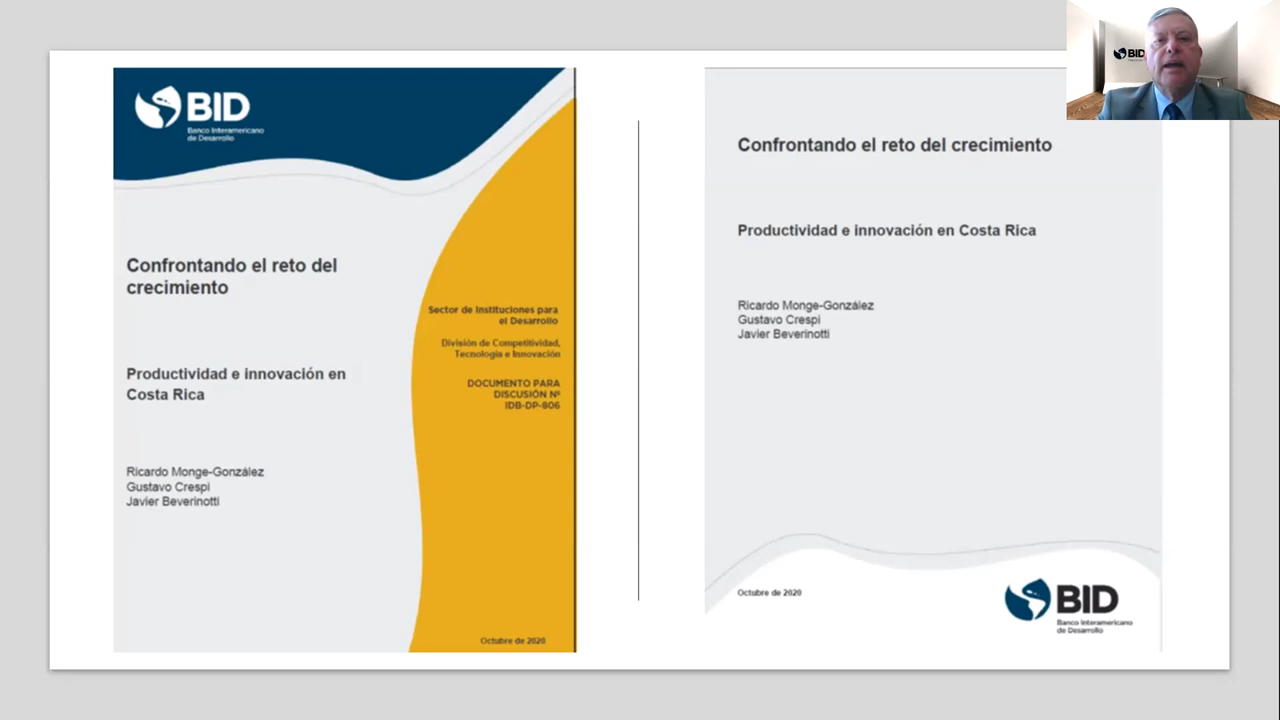 BID
Banco Interamericano
de Desarrollo
Confrontando el reto del
crecimiento
Productividad e innovación en
Costa Rica
Ricardo Monge-González
Gustavo Crespi
Javier Beverinotti
Sector de Instituciones para
el Desarrollo
División de Competitividad,
Tecnología e Innovación
DOCUMENTO PARA
DISCUSIÓN Nº
IDB-DP-806
Octubre de 2020
Confrontando el reto del crecimiento
Productividad e innovación en Costa Rica
Ricardo Monge-González
Gustavo Crespi
Javier Beverinotti
Octubre de 2020
BID
Banco Interamericano
de Desarrollo
BID